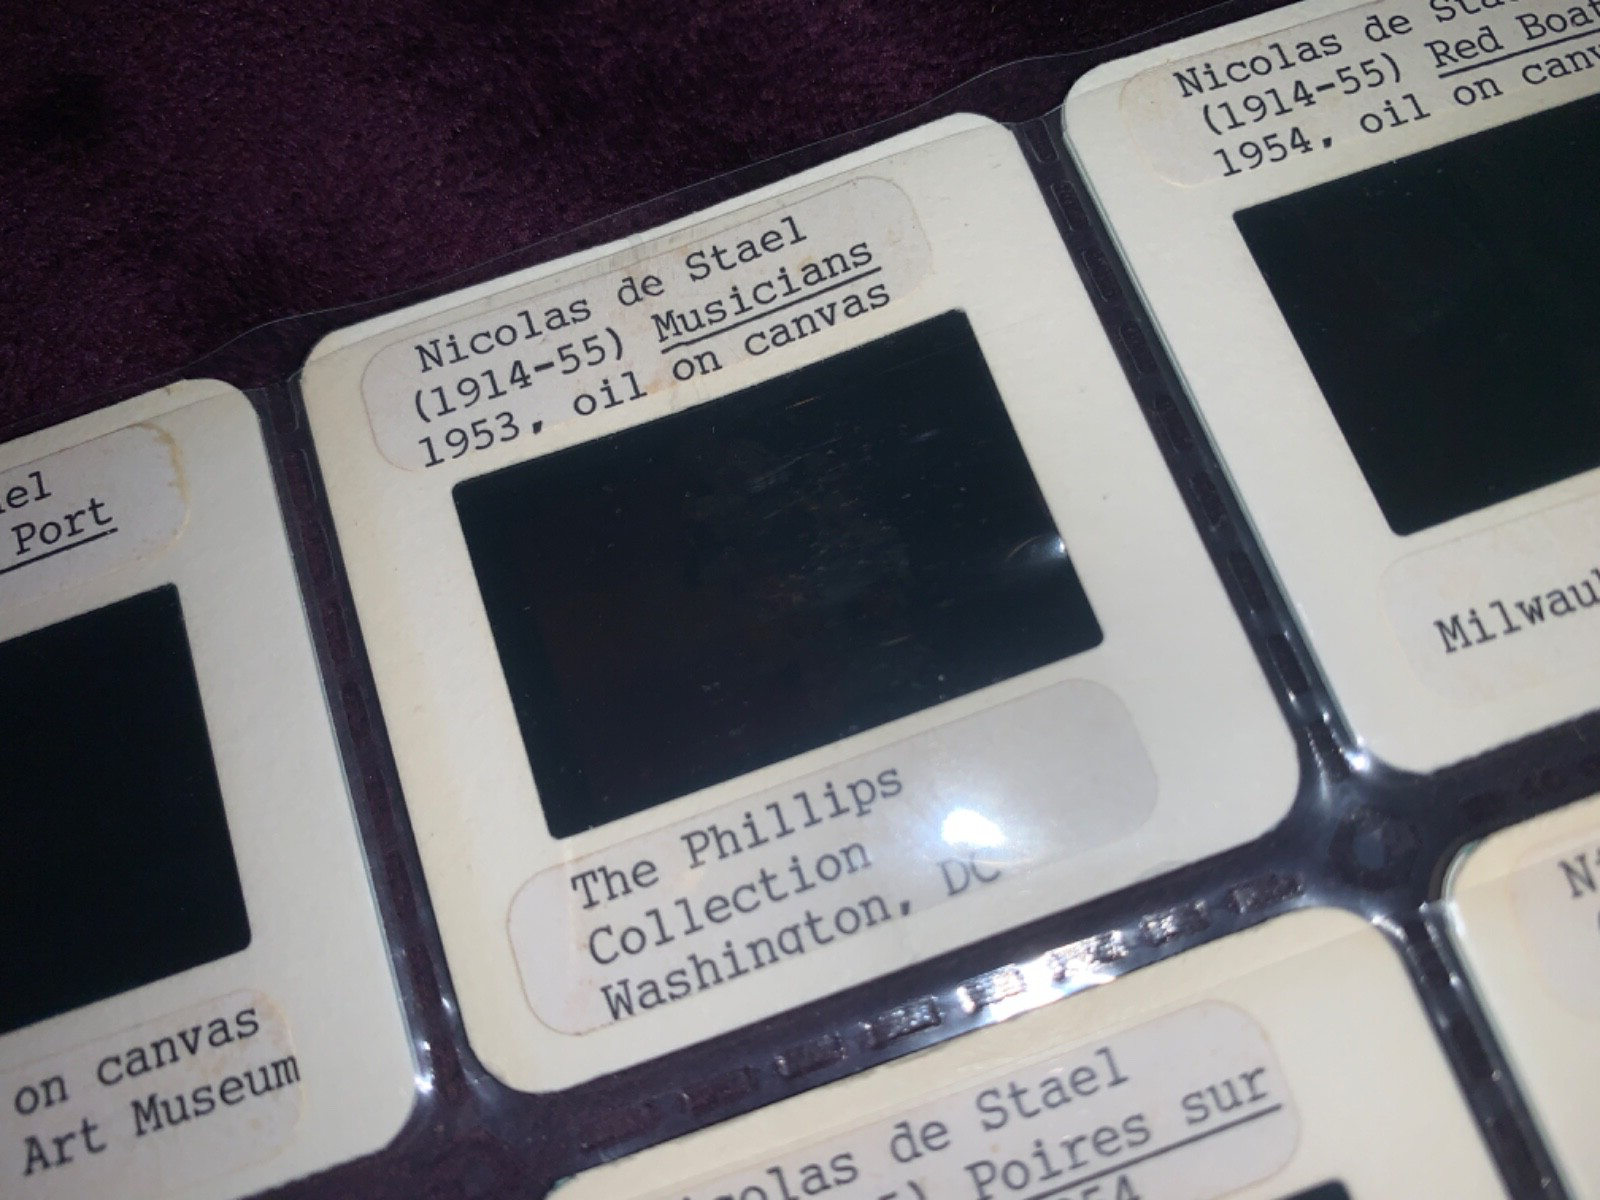 Nicolas de Stael
(1914-55) Musicians
1953, oil on canvas
The Phillips
Collection
Washington, DC
Nicolas de
(1914-55) Red Boat
1954, oil on
Port
on canvas
Art Museum
de Stael
Poires sur